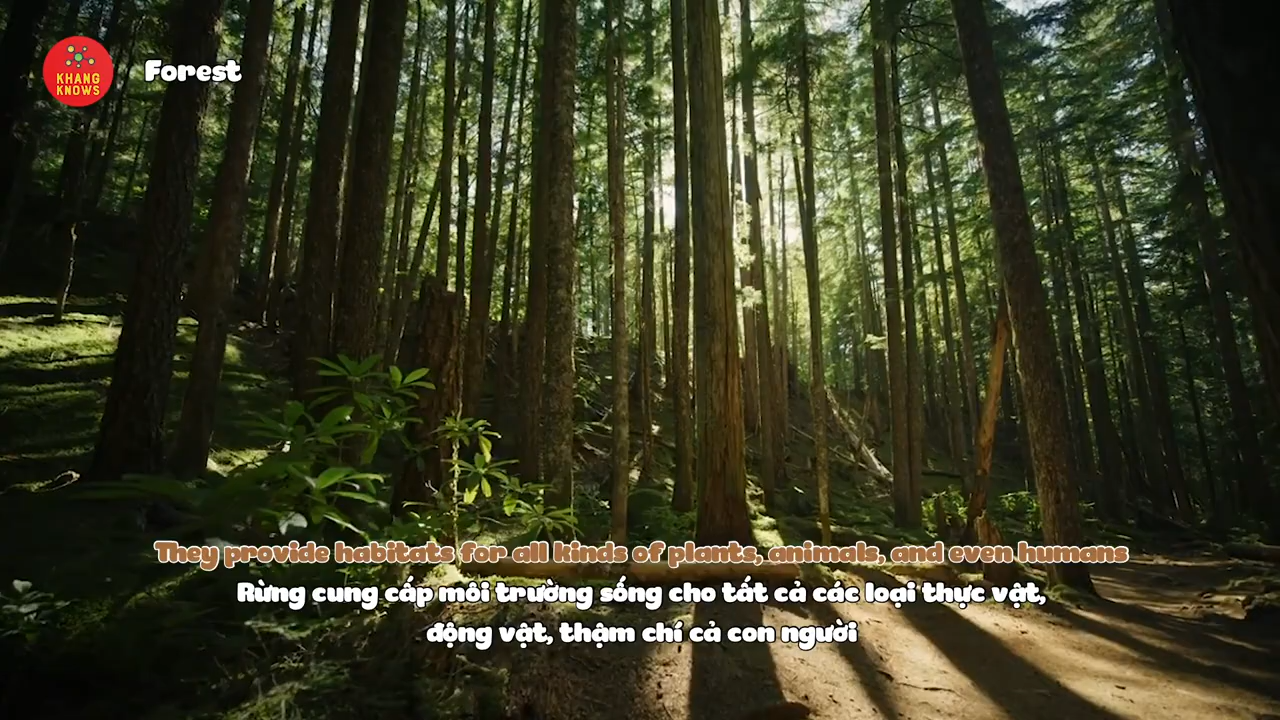 KHANG
KNOWS
Forest
They provide habitats for all kinds of plants, animals, and even humans
Rừng cung cấp môi trường sống cho tất cả các loại thực vật,
động vật, thậm chí cả con người